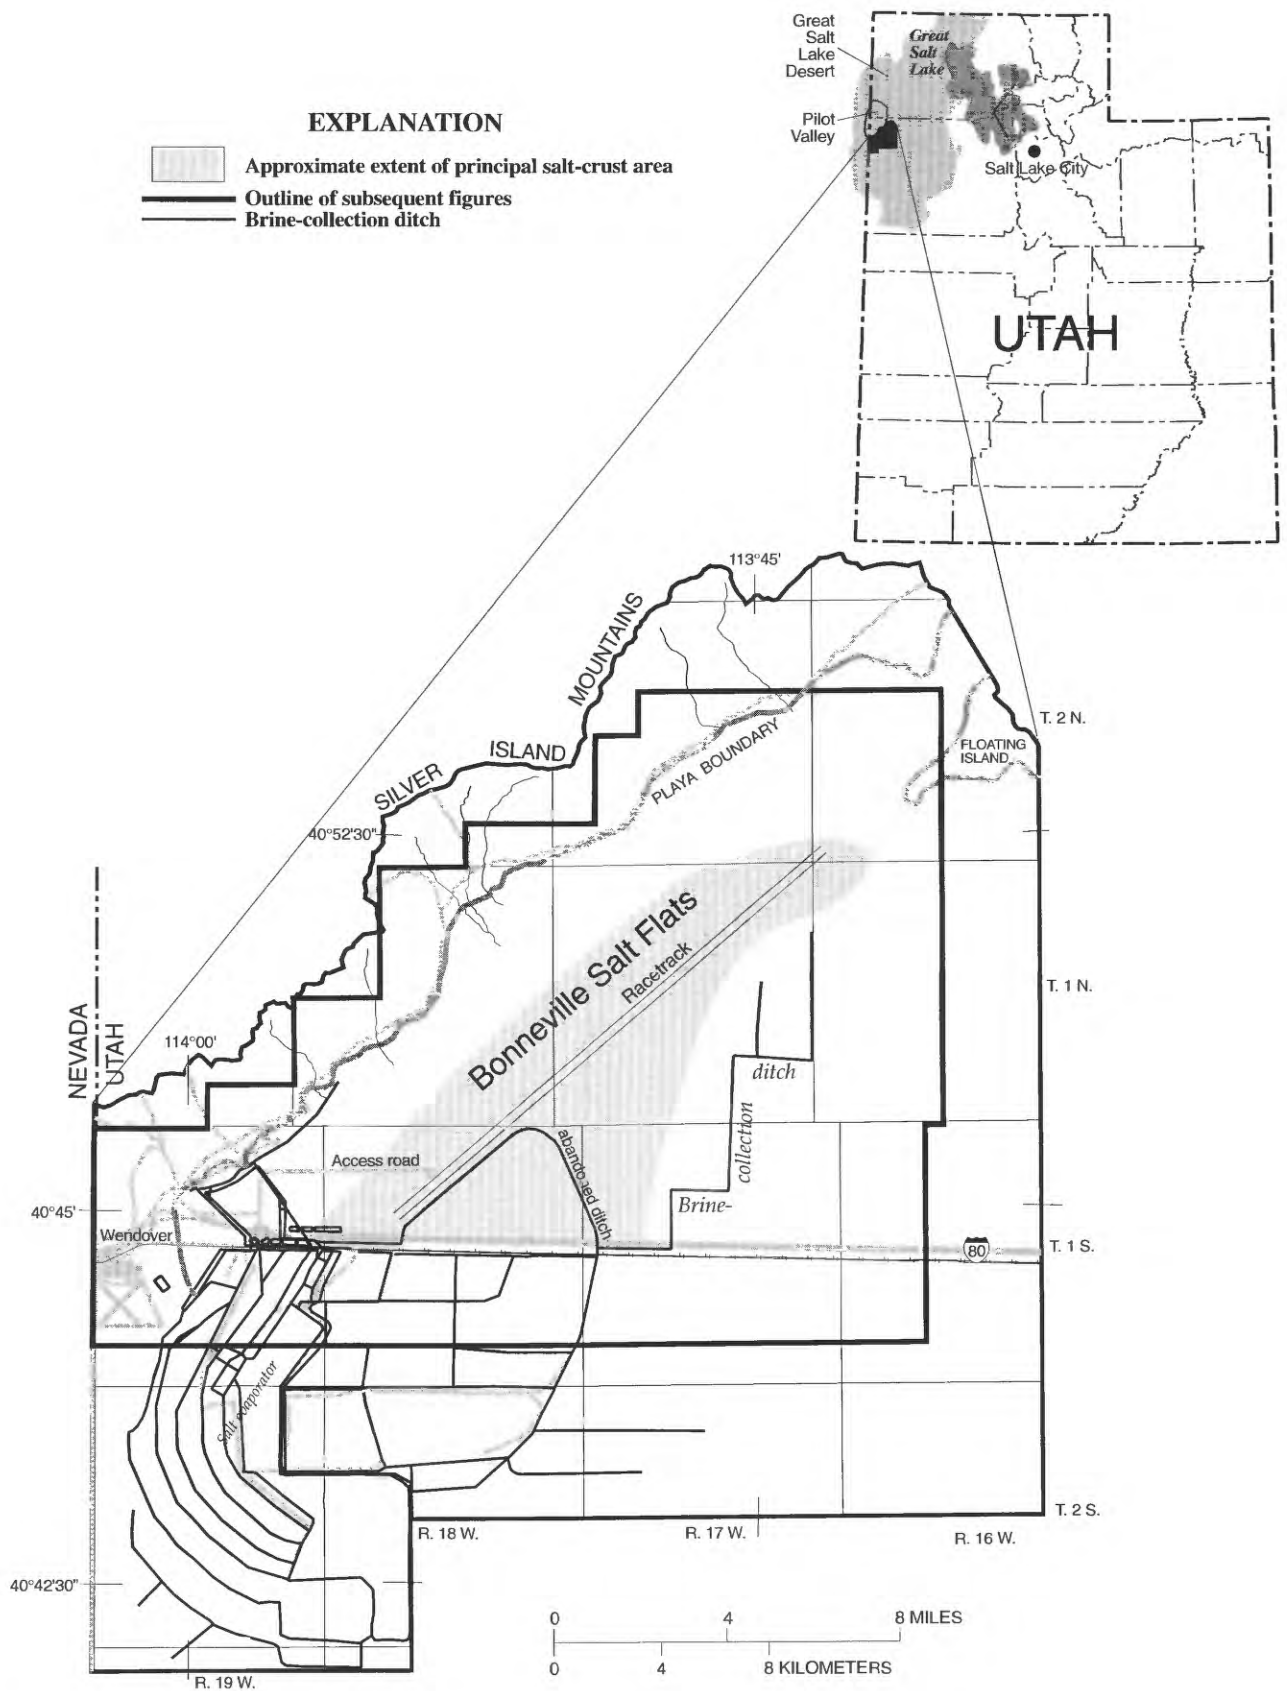 Great
Salt
Lake
Desert
Great
Salt
Lake
Pilot
Valley
Salt Lake City
UTAH
EXPLANATION
Approximate extent of principal salt-crust area
Outline of subsequent figures
Brine-collection ditch
113°45'
SILVER ISLAND MOUNTAINS
T. 2 N.
FLOATING
ISLAND
PLAYA BOUNDARY
40°52'30"
Bonneville Salt Flats
Racetrack
T. 1 N.
NEVADA
UTAH
114°00'
ditch
collection
Brine-
abandoned ditch
Access road
40°45'
Wendover
80
T. 1 S.
Salt evaporator
T. 2 S.
R. 18 W.
R. 17 W.
R. 16 W.
40°42'30"
0 4 8 MILES
0 4 8 KILOMETERS
R. 19 W.